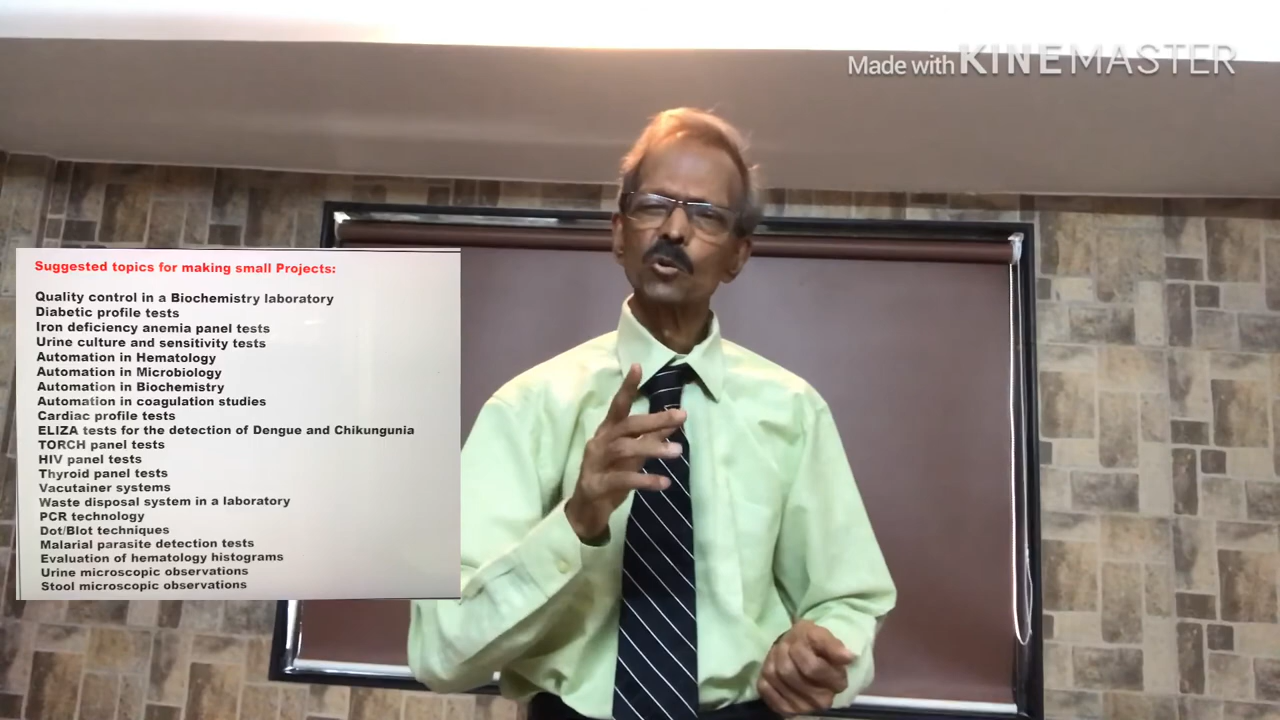 Made with KINEMASTER
Suggested topics for making small Projects:
Quality control in a Biochemistry laboratory
Diabetic profile tests
Iron deficiency anemia panel tests
Urine culture and sensitivity tests
Automation in Hematology
Automation in Microbiology
Automation in Biochemistry
Automation in coagulation studies
Cardiac profile tests
ELIZA tests for the detection of Dengue and Chikungunia
TORCH panel tests
HIV panel tests
Thyroid panel tests
Vacutainer systems
Waste disposal system in a laboratory
PCR technology
Dot/Blot techniques
Malarial parasite detection tests
Evaluation of hematology histograms
Urine microscopic observations
Stool microscopic observations